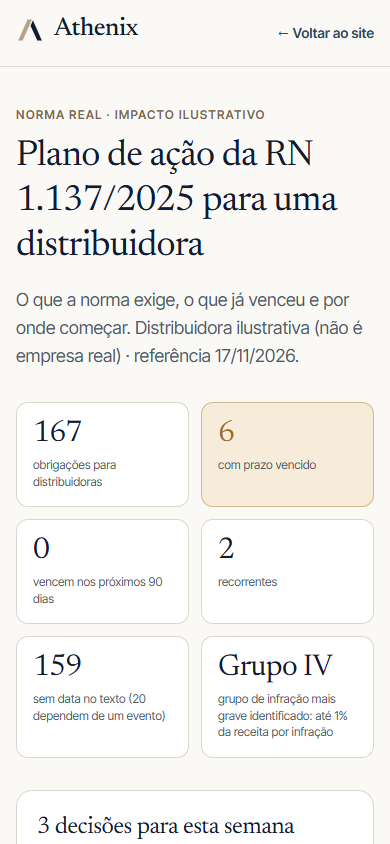 Athenix
← Voltar ao site
NORMA REAL · IMPACTO ILUSTRATIVO
Plano de ação da RN
1.137/2025 para uma
distribuidora
O que a norma exige, o que já venceu e por
onde começar. Distribuidora ilustrativa (não é
empresa real) · referência 17/11/2026.
167
obrigações para
distribuidoras
6
com prazo vencido
0
vencem nos próximos 90
dias
2
recorrentes
159
sem data no texto (20
dependem de um evento)
Grupo IV
grupo de infração mais
grave identificado: até 1%
da receita por infração
3 decisões para esta semana